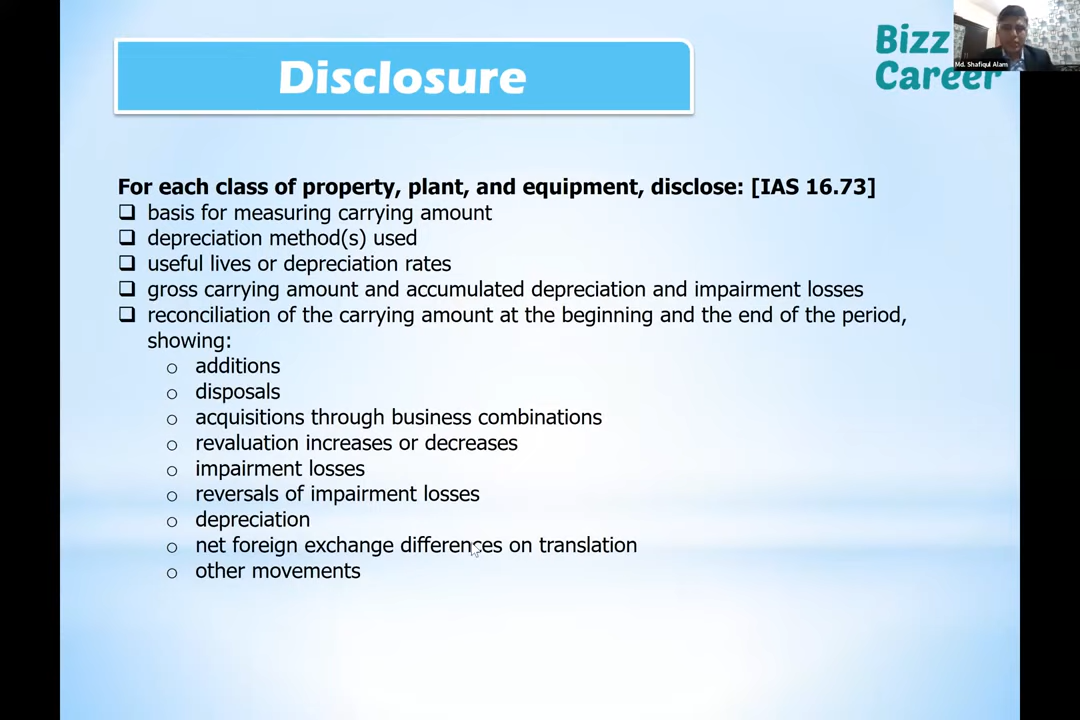 Disclosure
Bizz
Career
Md. Shafiqul Alam
For each class of property, plant, and equipment, disclose: [IAS 16.73]
❑ basis for measuring carrying amount
❑ depreciation method(s) used
❑ useful lives or depreciation rates
❑ gross carrying amount and accumulated depreciation and impairment losses
❑ reconciliation of the carrying amount at the beginning and the end of the period,
showing:
o additions
o disposals
o acquisitions through business combinations
o revaluation increases or decreases
o impairment losses
o reversals of impairment losses
o depreciation
o net foreign exchange differences on translation
o other movements